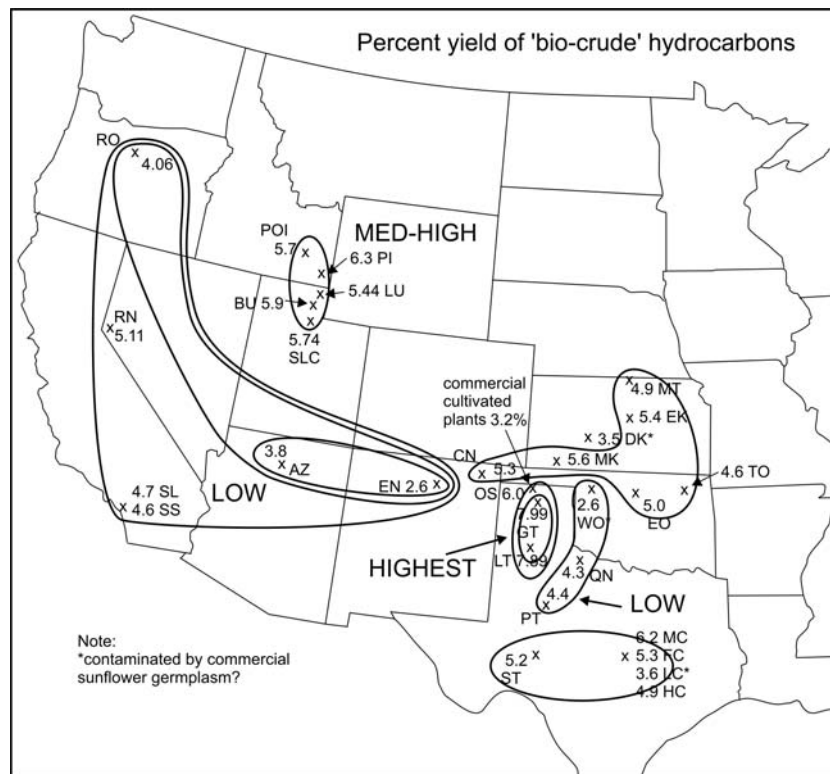 Percent yield of 'bio-crude' hydrocarbons
RO
4.06
POI
5.7
MED-HIGH
6.3 PI
BU 5.9
5.44 LU
5.74
SLC
RN
5.11
commercial
cultivated
plants 3.2%
4.9 MT
5.4 EK
3.5 DK*
CN
5.3
5.6 MK
4.6 TO
3.8
AZ
EN 2.6
LOW
4.7 SL
4.6 SS
OS 6.0
7.99
GT
2.6
WO*
5.0
EO
HIGHEST
LT 7.89
4.3
QN
4.4
PT
LOW
Note:
*contaminated by commercial
sunflower germplasm?
5.2
ST
6.2 MC
5.3 FC
3.6 LC*
4.9 HC